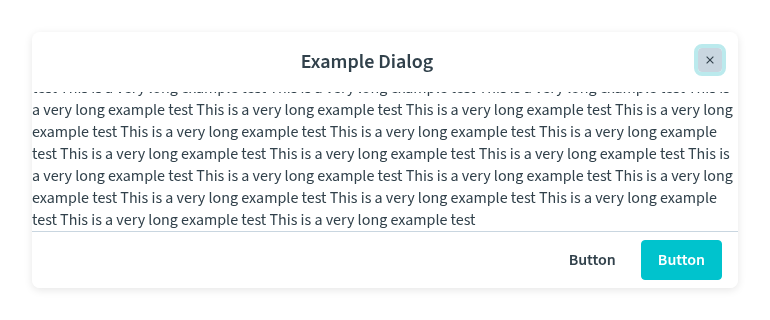 Example Dialog
×
test This is a very long example test This is a very long example test This is a very long example test This is
a very long example test This is a very long example test This is a very long example test This is a very long
example test This is a very long example test This is a very long example test This is a very long example
test This is a very long example test This is a very long example test This is a very long example test This is
a very long example test This is a very long example test This is a very long example test This is a very long
example test This is a very long example test This is a very long example test This is a very long example
test This is a very long example test This is a very long example test
Button Button